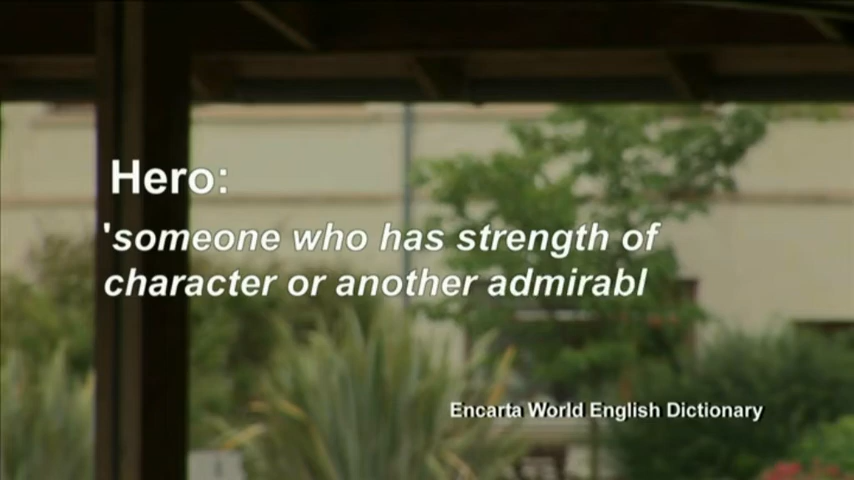 Hero:
'someone who has strength of
character or another admirabl
Encarta World English Dictionary